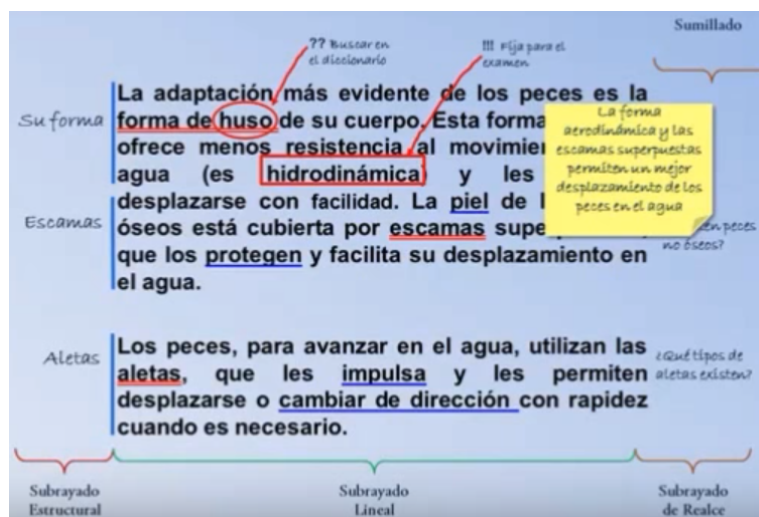 Sumillado
?? Buscar en
el diccionario
!!! Fija para el
examen
Su forma
La adaptación más evidente de los peces es la
forma de huso de su cuerpo. Esta forma
ofrece menos resistencia al
agua (es hidrodinámica) y les
desplazarse con facilidad. La piel de
óseos está cubierta por escamas
que los protegen y facilita su desplazamiento en
el agua.
La forma
aerodinámica y las
escamas superpuestas
permiten un mejor
desplazamiento de los
peces en el agua
Escamas
peces
no óseos?
Aletas
Los peces, para avanzar en el agua, utilizan las
aletas, que les impulsa y les permiten
desplazarse o cambiar de dirección con rapidez
cuando es necesario.
¿Qué tipos de
aletas existen?
Subrayado
Estructural
Subrayado
Lineal
Subrayado
de Realce